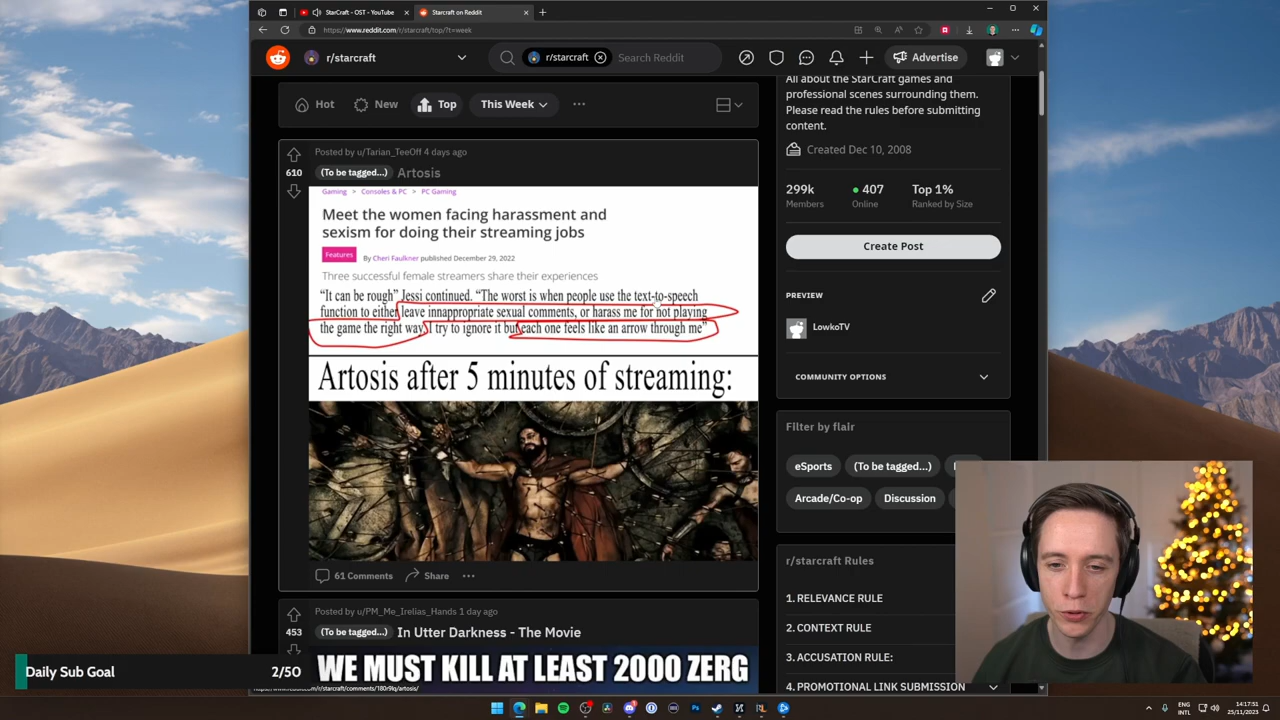 StarCraft - OST - YouTube
Starcraft on Reddit
https://www.reddit.com/r/starcraft/top/?t=week
r/starcraft
r/starcraft
Search Reddit
Advertise
Hot
New
Top
This Week
All about the StarCraft games and
professional scenes surrounding them.
Please read the rules before submitting
content.
Created Dec 10, 2008
299k
407
Top 1%
Members
Online
Ranked by Size
Create Post
PREVIEW
LowkoTV
COMMUNITY OPTIONS
Filter by flair
eSports
(To be tagged...)
Arcade/Co-op
Discussion
r/starcraft Rules
1. RELEVANCE RULE
2. CONTEXT RULE
3. ACCUSATION RULE:
4. PROMOTIONAL LINK SUBMISSION
Posted by u/Tarian_TeeOff 4 days ago
610
(To be tagged...)
Artosis
Gaming > Consoles & PC > PC Gaming
Meet the women facing harassment and
sexism for doing their streaming jobs
Features
By Cheri Faulkner published December 29, 2022
Three successful female streamers share their experiences
“It can be rough” Jessi continued. “The worst is when people use the text-to-speech
function to either leave innappropriate sexual comments, or harass me for not playing
the game the right way. I try to ignore it but each one feels like an arrow through me”
Artosis after 5 minutes of streaming:
61 Comments
Share
Posted by u/PM_Me_Irelias_Hands 1 day ago
453
(To be tagged...)
In Utter Darkness - The Movie
WE MUST KILL AT LEAST 2000 ZERG
Daily Sub Goal
2/50
ENG
INTL
14:17:51
25/11/2023